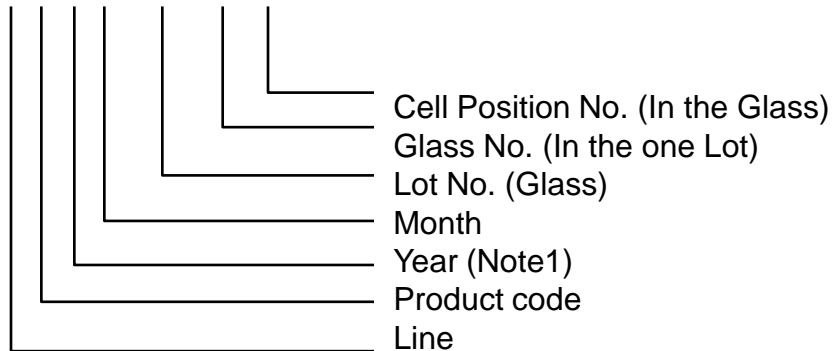 Cell Position No. (In the Glass)
Glass No. (In the one Lot)
Lot No. (Glass)
Month
Year (Note1)
Product code
Line